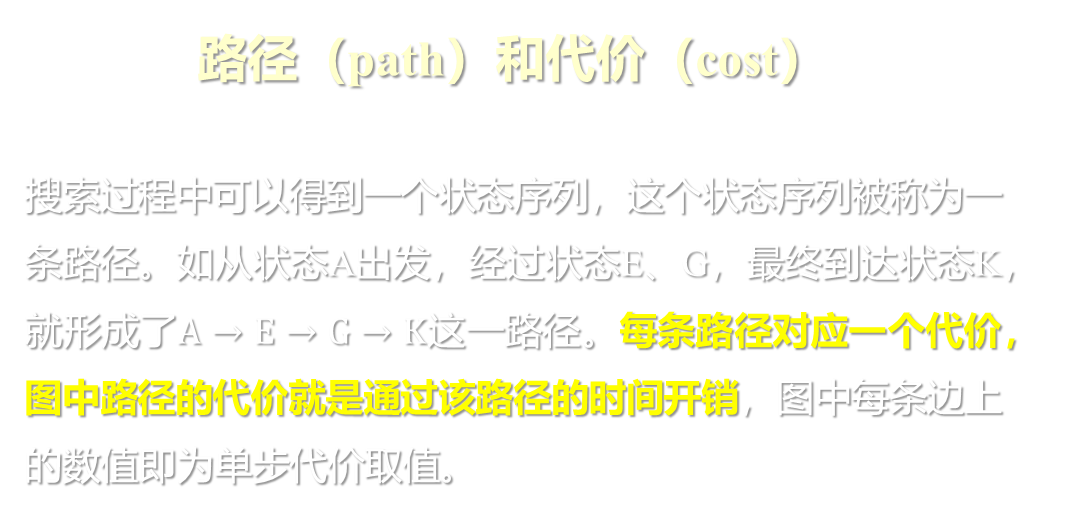 路径（path）和代价（cost）
搜索过程中可以得到一个状态序列，这个状态序列被称为一
条路径。如从状态A出发，经过状态E、G，最终到达状态K，
就形成了A → E → G → K这一路径。每条路径对应一个代价，
图中路径的代价就是通过该路径的时间开销，图中每条边上
的数值即为单步代价取值。